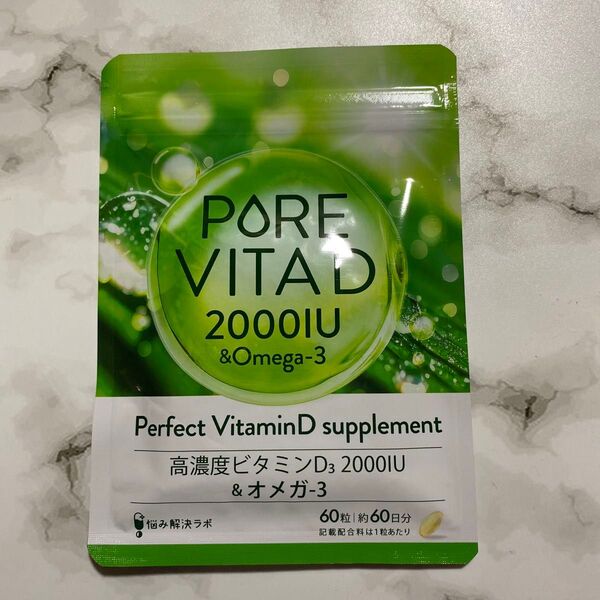 PORE
VITA D
2000IU
&Omega-3
Perfect VitaminD supplement
高濃度ビタミンD₃ 2000IU
&オメガ-3
悩み解決ラボ
60粒|約60日分
記載配合料は1粒あたり